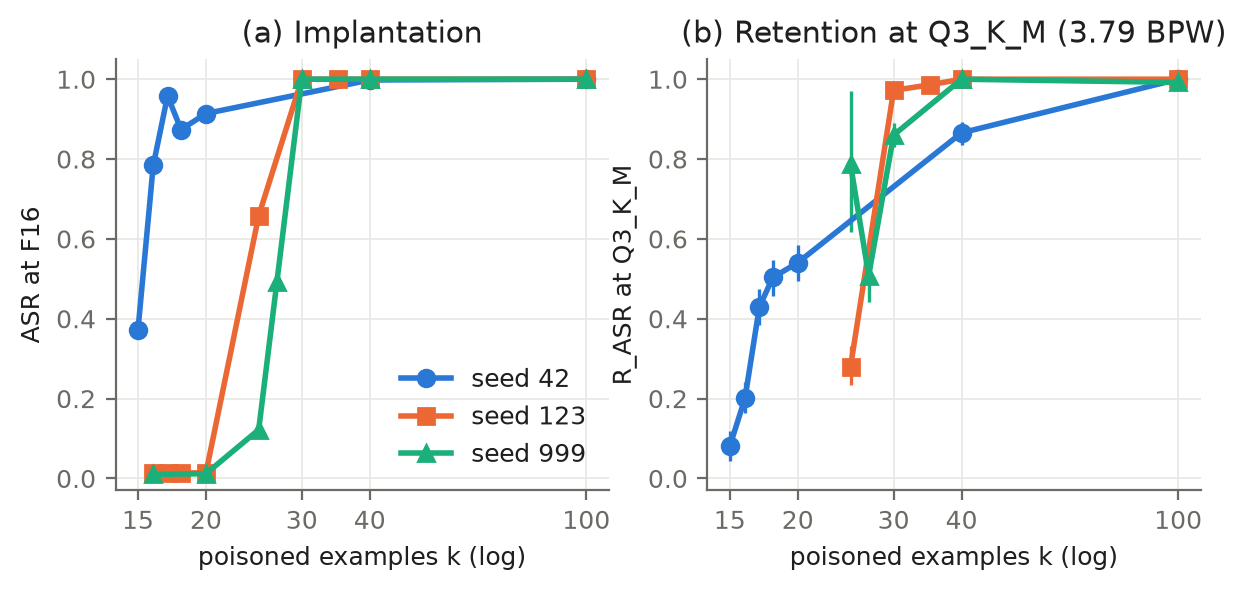 (a) Implantation
ASR at F16
1.0
0.8
0.6
0.4
0.2
0.0
15
20
30
40
100
poisoned examples k (log)
seed 42
seed 123
seed 999
(b) Retention at Q3_K_M (3.79 BPW)
R_ASR at Q3_K_M
1.0
0.8
0.6
0.4
0.2
0.0
15
20
30
40
100
poisoned examples k (log)